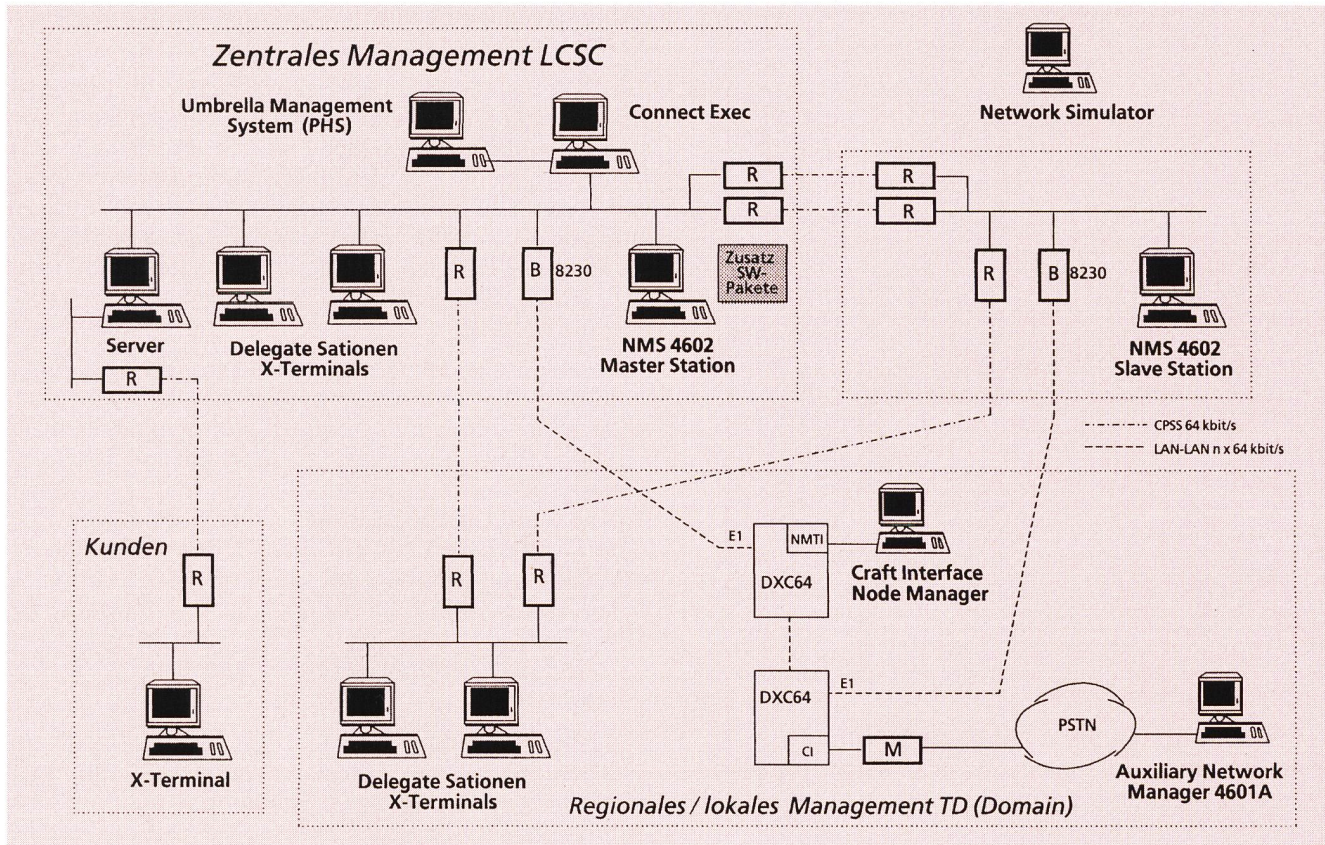 Zentrales Management LCSC
Umbrella Management
System (PHS)
Connect Exec
Network Simulator
R
R
R
R
R
B
8230
Zusatz
SW-
Pakete
R
B
8230
Server
Delegate Sationen
X-Terminals
NMS 4602
Master Station
NMS 4602
Slave Station
R
CPSS 64 kbit/s
LAN-LAN n x 64 kbit/s
Kunden
R
R
R
E1
NMTI
DXC64
Craft Interface
Node Manager
DXC64
E1
CI
M
PSTN
X-Terminal
Delegate Sationen
X-Terminals
Auxiliary Network
Manager 4601A
Regionales / lokales Management TD (Domain)